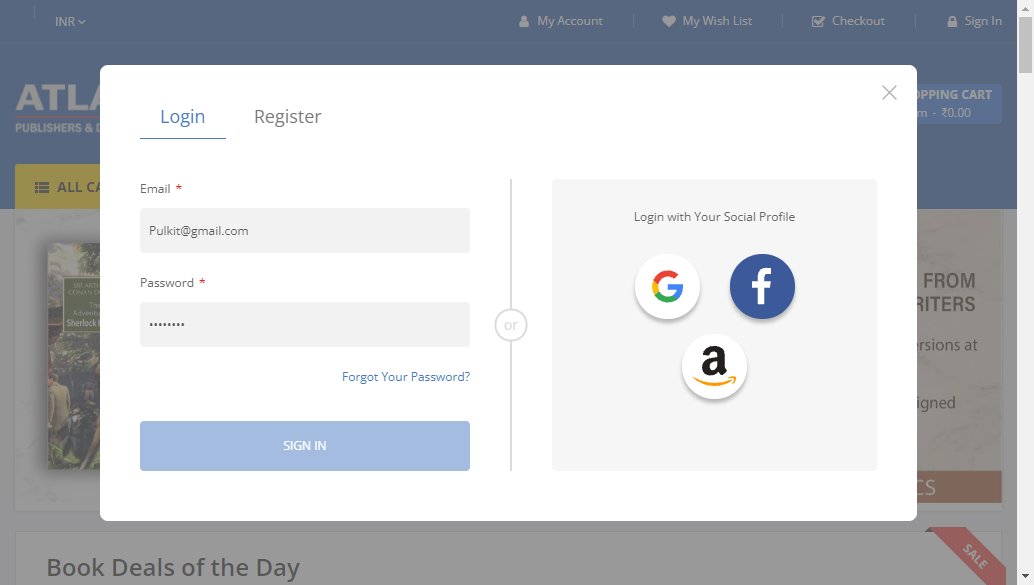 INR
My Account
My Wish List
Checkout
Sign In
ATLA
PUBLISHERS & D
OPPING CART
m - ₹0.00
ALL CA
Login
Register
Email *
Pulkit@gmail.com
Password *
••••••••
Forgot Your Password?
SIGN IN
or
Login with Your Social Profile
SIR ARTH
CONAN D
The
Adventu
Sherlock H
FROM
RITERS
ersions at
igned
CS
Book Deals of the Day
SALE